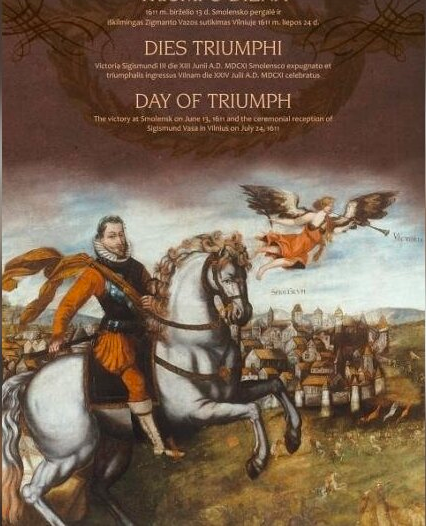 1611 m. birželio 13 d. Smolensko pergalė ir
iškilmingas Zigmanto Vazos sutikimas Vilniuje 1611 m. liepos 24 d.
DIES TRIUMPHI
Victoria Sigismundi III die XIII Junii A.D. MDCXI Smolensco expugnato et
triumphalis ingressus Vilnam die XXIV Julii A.D. MDCXI celebratus
DAY OF TRIUMPH
The victory at Smolensk on June 13, 1611 and the ceremonial reception of
Sigismund Vasa in Vilnius on July 24, 1611